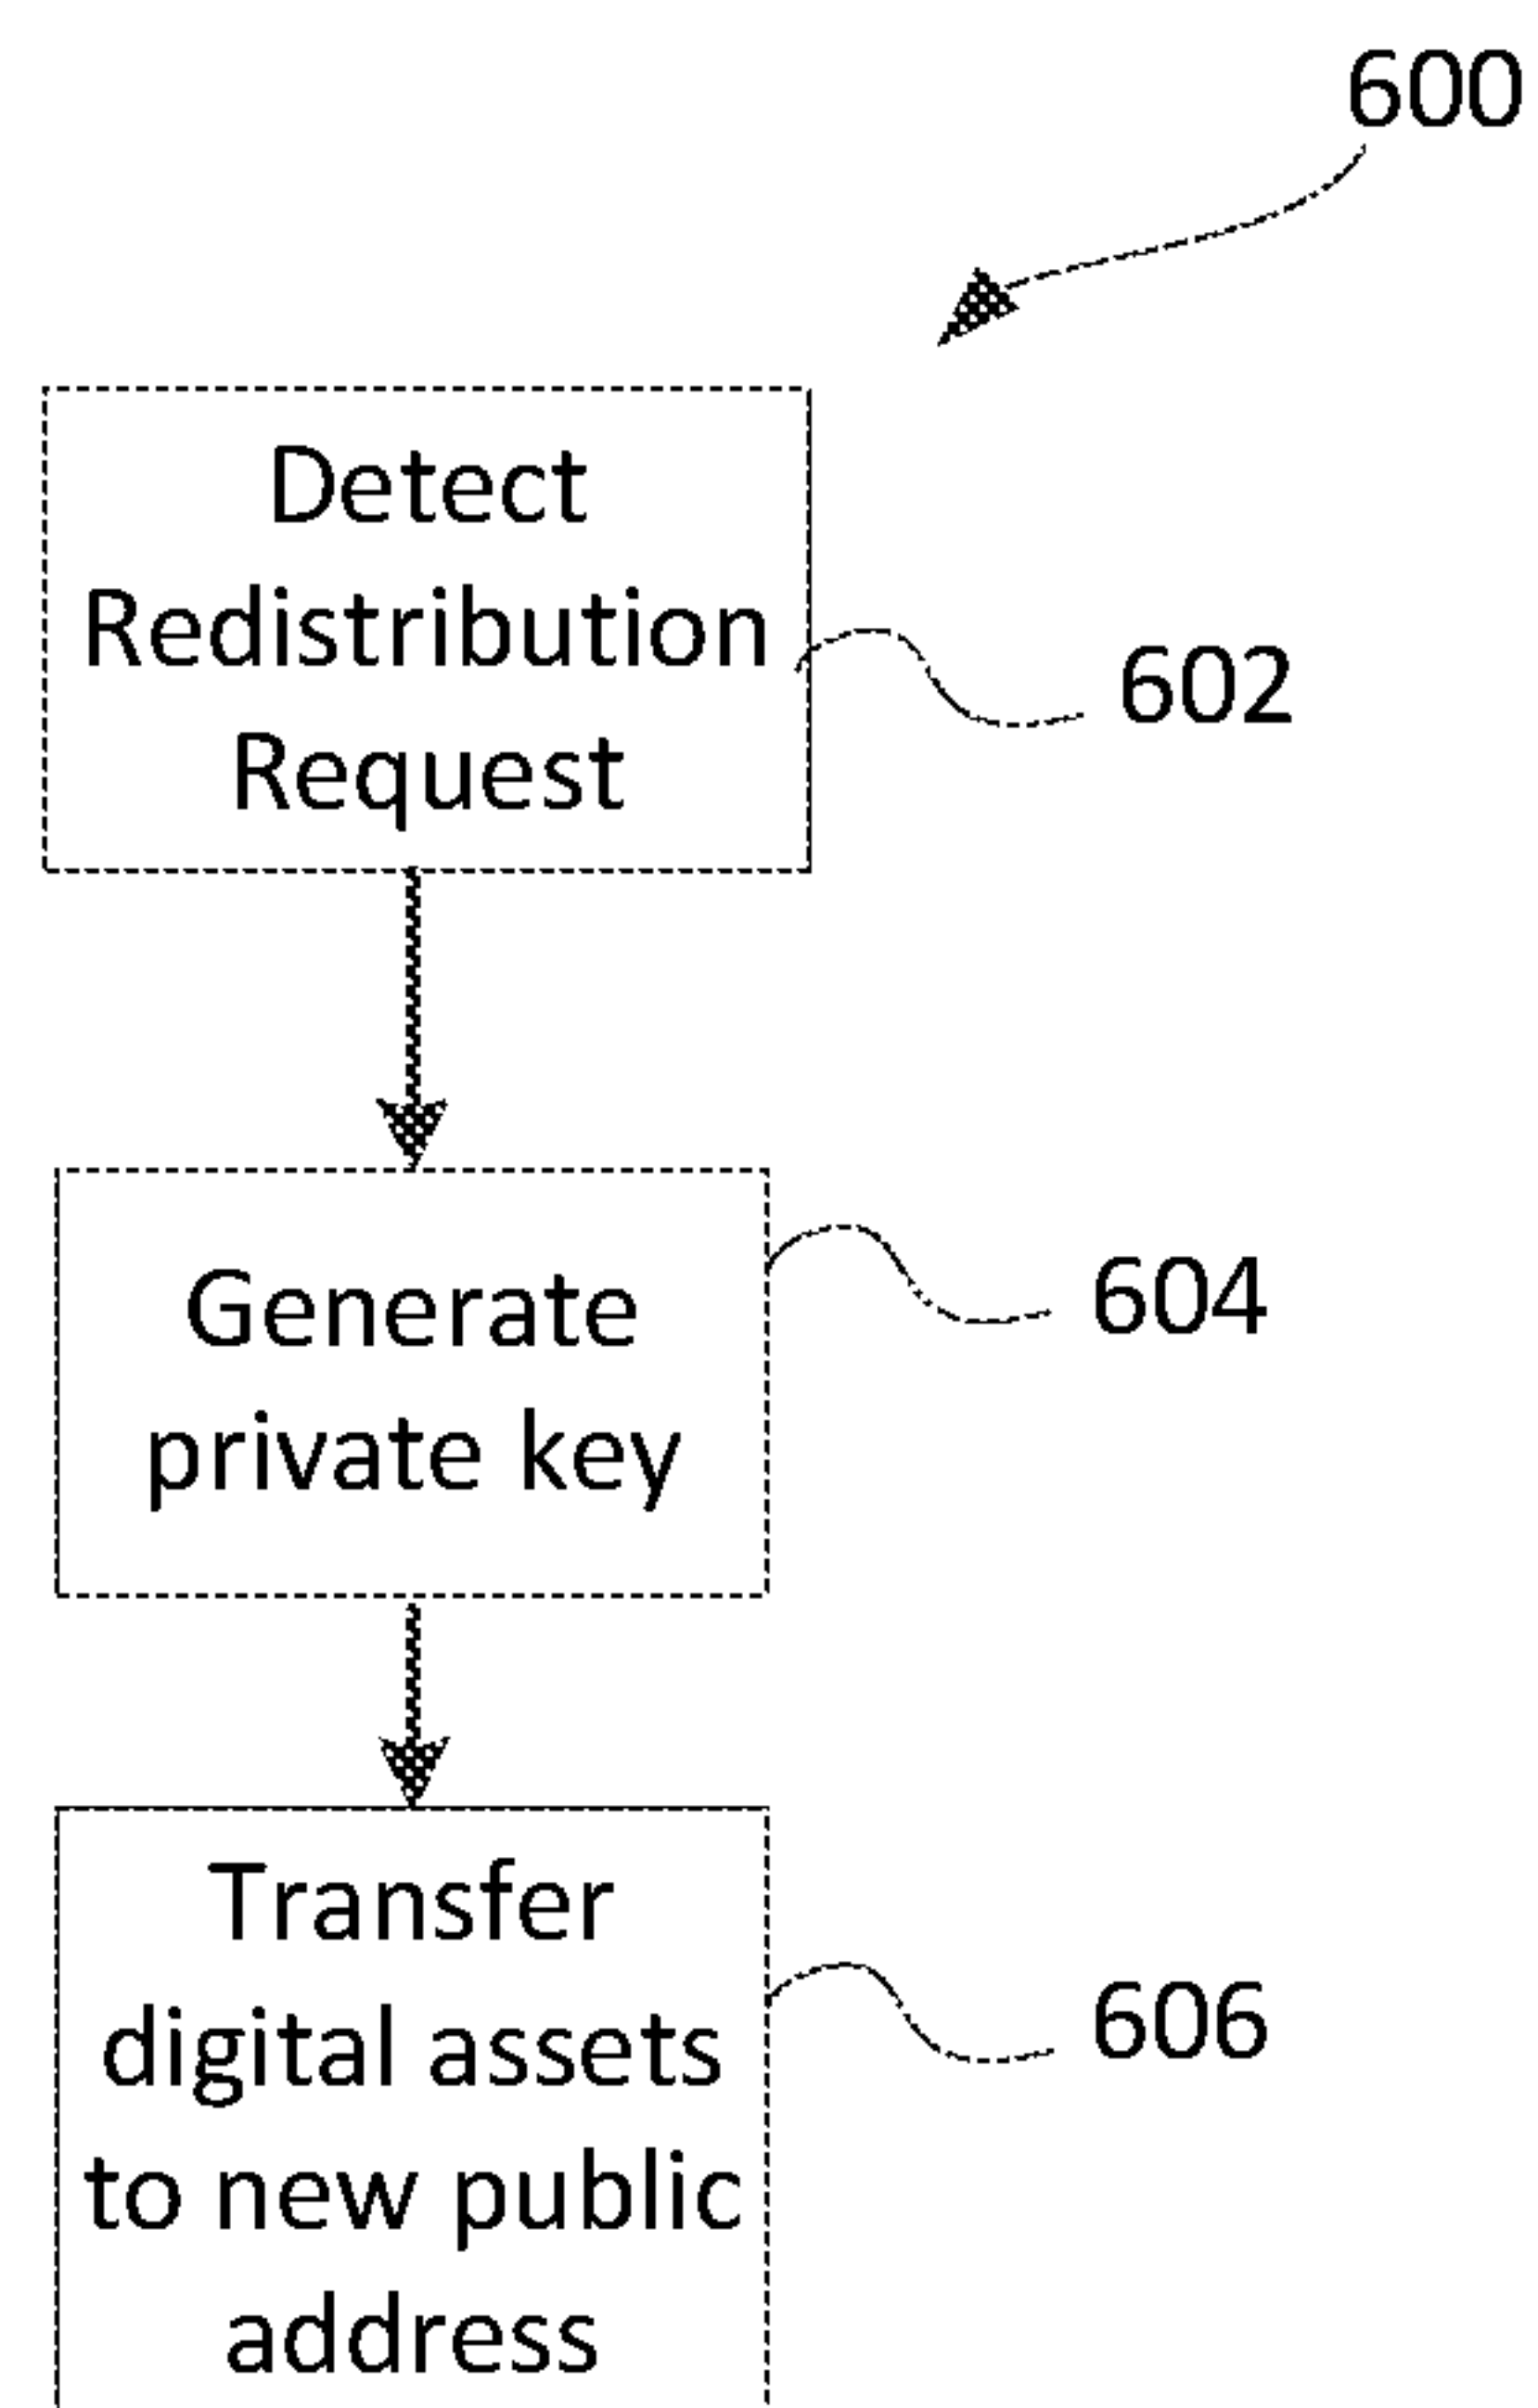 600
Detect
Redistribution
Request
602
Generate
private key
604
Transfer
digital assets
to new public
address
606